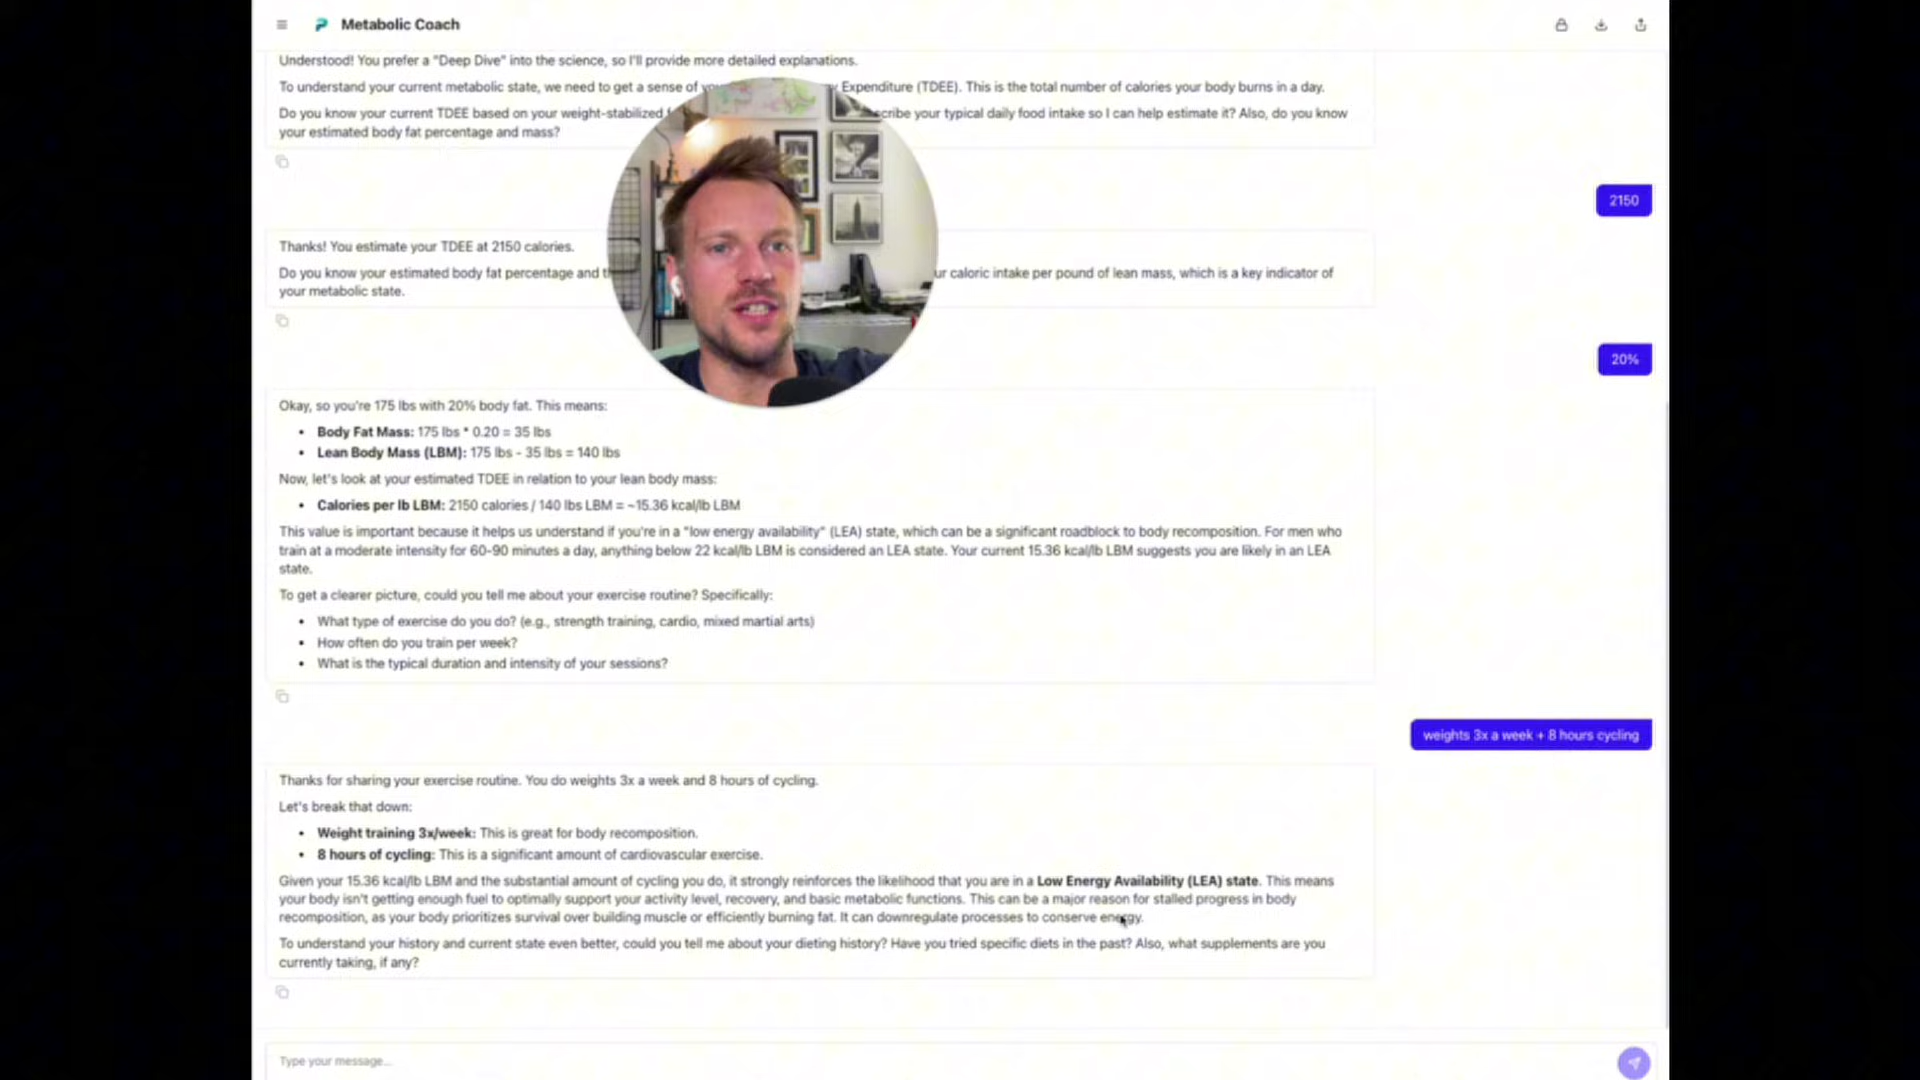 Metabolic Coach
Understood! You prefer a "Deep Dive" into the science, so I'll provide more detailed explanations.
To understand your current metabolic state, we need to get a sense of Expenditure (TDEE). This is the total number of calories your body burns in a day.
Do you know your current TDEE based on your weight-stabilized your typical daily food intake so I can help estimate it? Also, do you know
your estimated body fat percentage and mass?
2150
Thanks! You estimate your TDEE at 2150 calories.
Do you know your estimated body fat percentage and caloric intake per pound of lean mass, which is a key indicator of
your metabolic state.
20%
Okay, so you're 175 lbs with 20% body fat. This means:
• Body Fat Mass: 175 lbs * 0.20 = 35 lbs
• Lean Body Mass (LBM): 175 lbs - 35 lbs = 140 lbs
Now, let's look at your estimated TDEE in relation to your lean body mass:
• Calories per lb LBM: 2150 calories / 140 lbs LBM = ~15.36 kcal/lb LBM
This value is important because it helps us understand if you're in a "low energy availability" (LEA) state, which can be a significant roadblock to body recomposition. For men who
train at a moderate intensity for 60-90 minutes a day, anything below 22 kcal/lb LBM is considered an LEA state. Your current 15.36 kcal/lb LBM suggests you are likely in an LEA
state.
To get a clearer picture, could you tell me about your exercise routine? Specifically:
• What type of exercise do you do? (e.g., strength training, cardio, mixed martial arts)
• How often do you train per week?
• What is the typical duration and intensity of your sessions?
weights 3x a week + 8 hours cycling
Thanks for sharing your exercise routine. You do weights 3x a week and 8 hours of cycling.
Let's break that down:
• Weight training 3x/week: This is great for body recomposition.
• 8 hours of cycling: This is a significant amount of cardiovascular exercise.
Given your 15.36 kcal/lb LBM and the substantial amount of cycling you do, it strongly reinforces the likelihood that you are in a Low Energy Availability (LEA) state. This means
your body isn't getting enough fuel to optimally support your activity level, recovery, and basic metabolic functions. This can be a major reason for stalled progress in body
recomposition, as your body prioritizes survival over building muscle or efficiently burning fat. It can downregulate processes to conserve energy.
To understand your history and current state even better, could you tell me about your dieting history? Have you tried specific diets in the past? Also, what supplements are you
currently taking, if any?
Type your message...